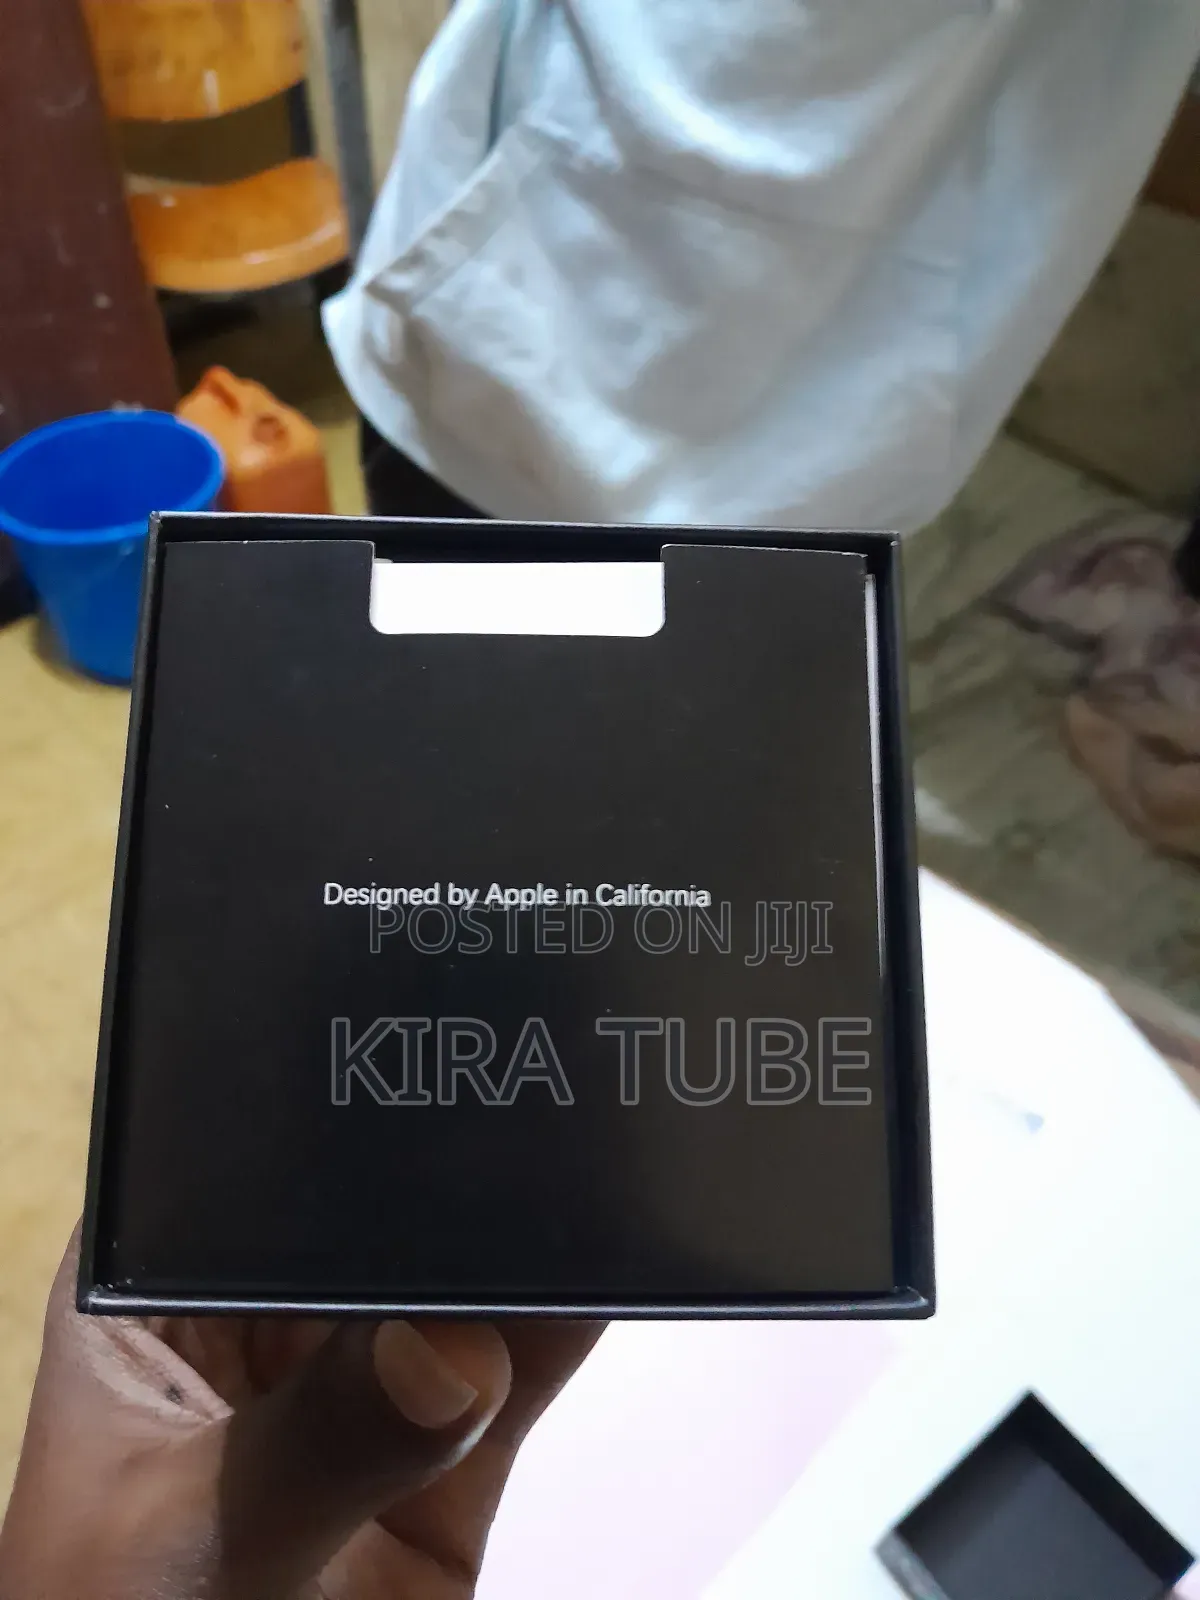 Designed by Apple in California
POSTED ON JIJI
KIRA TUBE